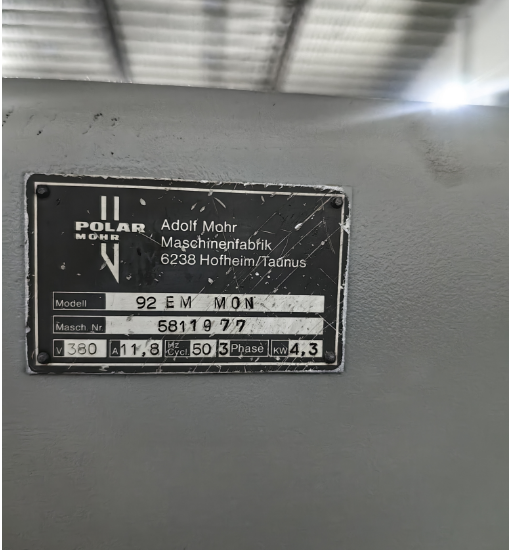 POLAR
MOHR
Adolf Mohr
Maschinenfabrik
6238 Hofheim/Taunus
Modell 92 EM MON
Masch. Nr. 5811977
V 380 A 11,8 Hz Cycl. 50 3 Phase KW 4,3